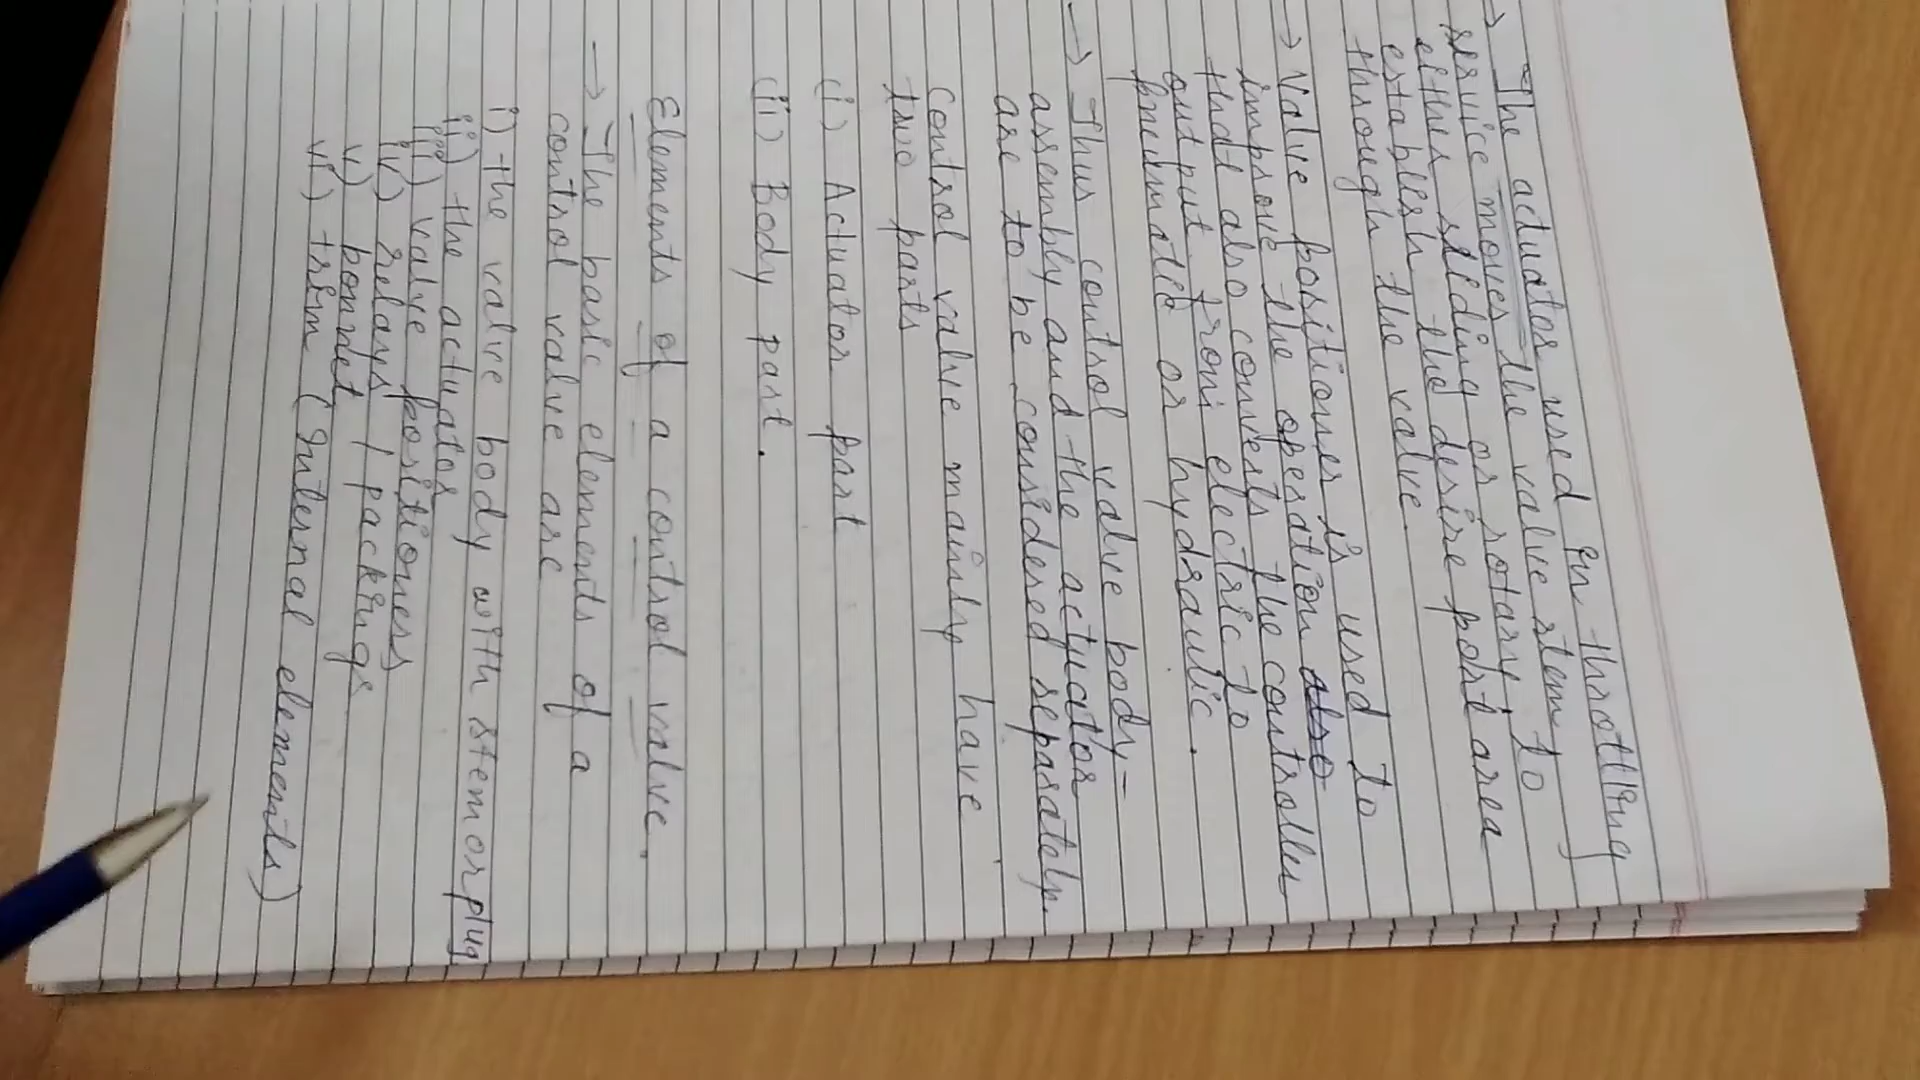 → The actuator used in throttling
service moves the valve stem to
either sliding or rotary to
establish the desire port area
through the valve.
→ Valve positioner is used to
improve the operation also
that also converts the controller
output from electric to
pneumatic or hydraulic.
→ Thus control valve body-
assembly and the actuator
are to be considered separately.
Control valve mainly have
two parts
(i) Actuator part
(ii) Body part.
Elements of a control valve.
→ The basic elements of a
control valve are
i) the valve body with stem or plug
ii) the actuator
iii) valve positioners
iv) relays / packings
v) bonnet
vi) trim (Internal elements)